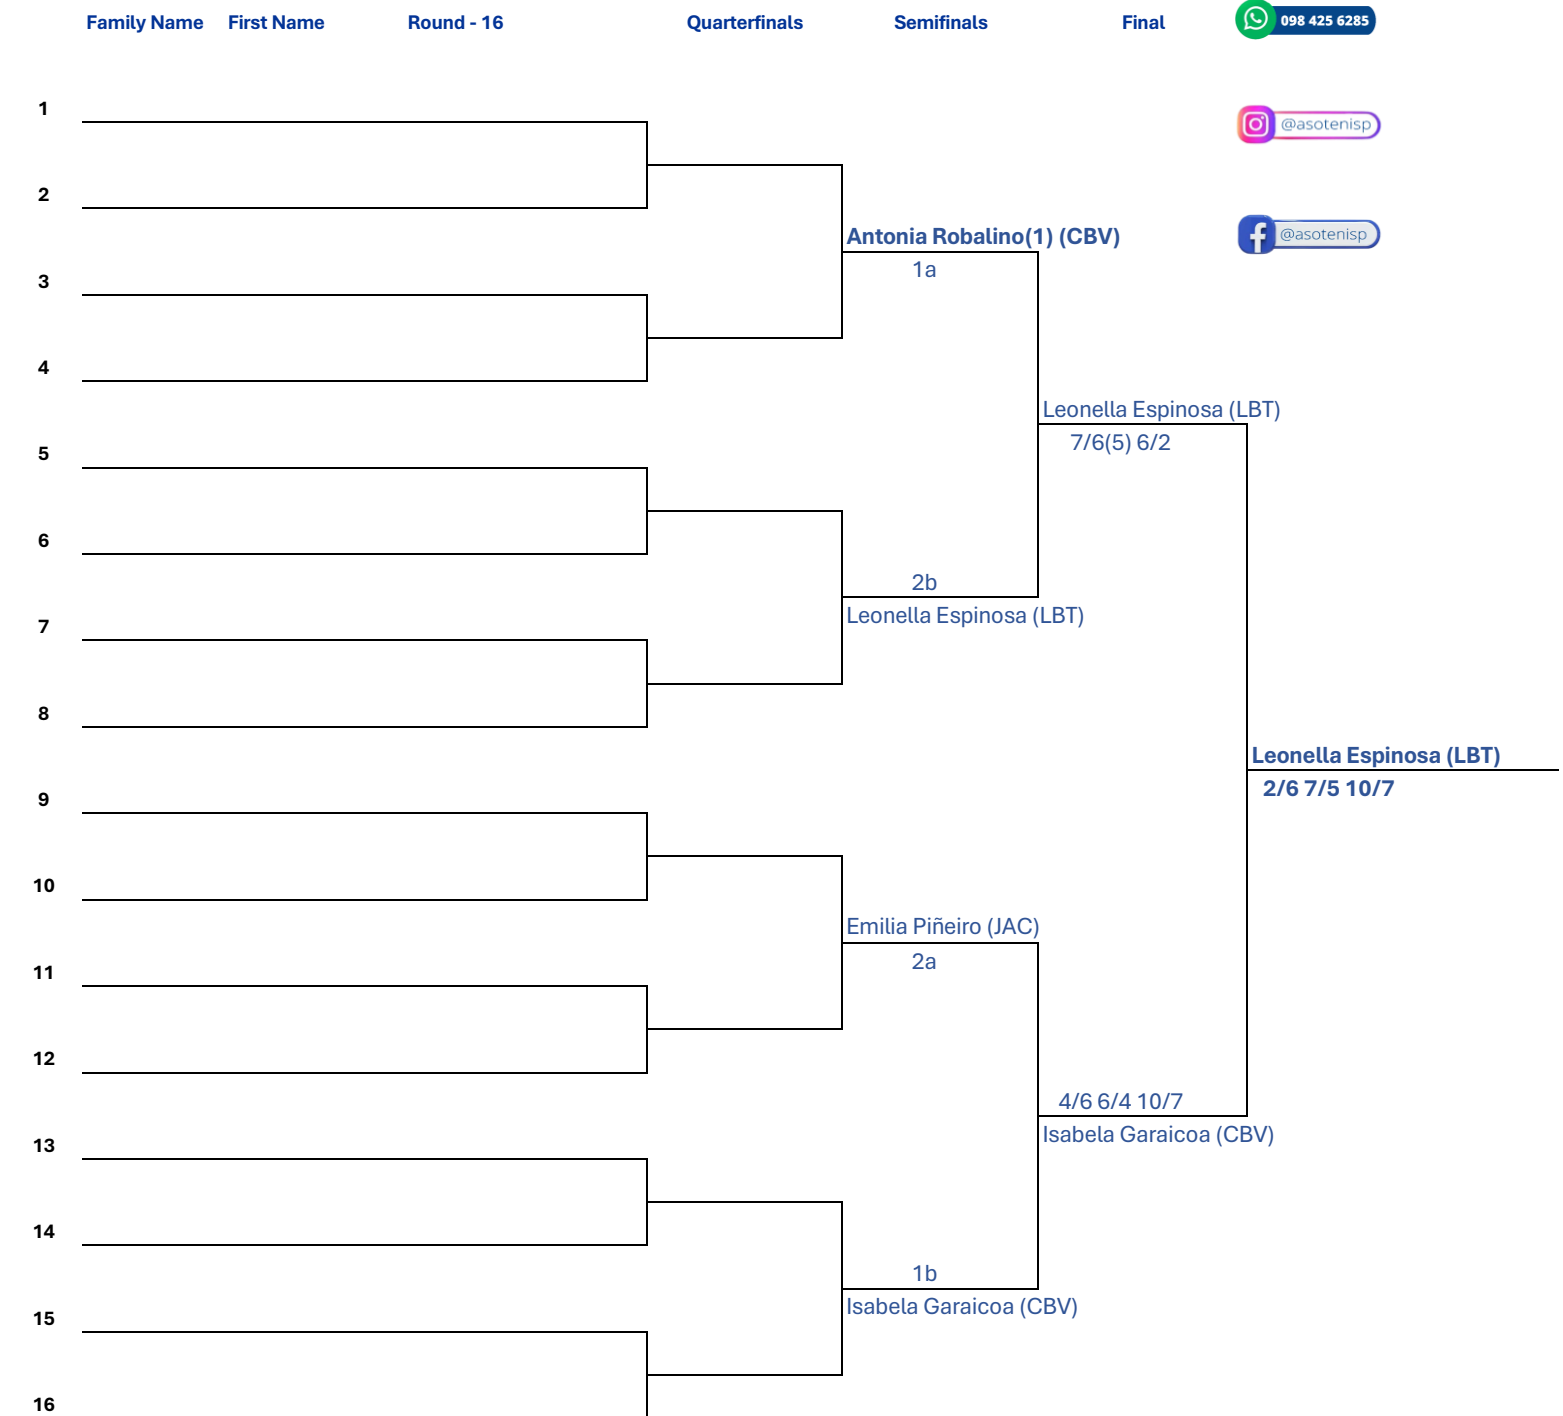 Family Name First Name Round - 16 Quarterfinals Semifinals Final
098 425 6285
1
@asotenisp
2
Antonia Robalino(1) (CBV)
@asotenisp
1a
3
4
Leonella Espinosa (LBT)
7/6(5) 6/2
5
6
2b
Leonella Espinosa (LBT)
7
8
Leonella Espinosa (LBT)
2/6 7/5 10/7
9
10
Emilia Piñeiro (JAC)
2a
11
12
4/6 6/4 10/7
Isabela Garaicoa (CBV)
13
14
1b
Isabela Garaicoa (CBV)
15
16